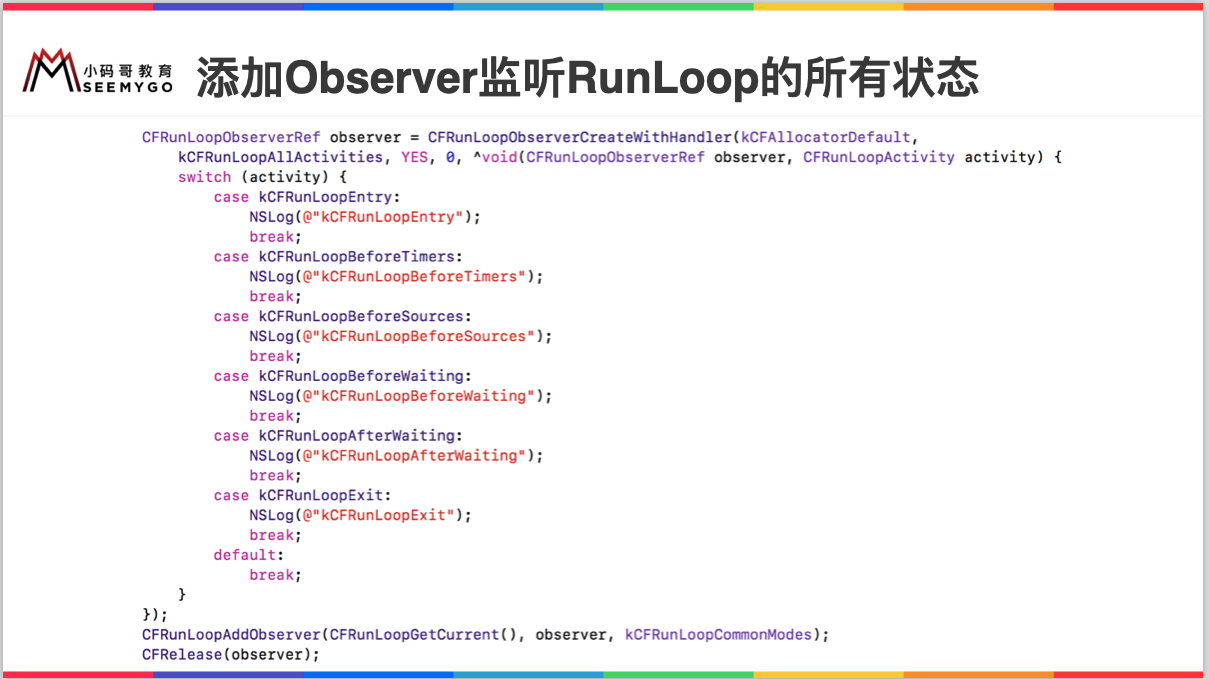 小码哥教育
SEEMYGO
添加Observer监听RunLoop的所有状态
CFRunLoopObserverRef observer = CFRunLoopObserverCreateWithHandler(kCFAllocatorDefault,
    kCFRunLoopAllActivities, YES, 0, ^void(CFRunLoopObserverRef observer, CFRunLoopActivity activity) {
    switch (activity) {
        case kCFRunLoopEntry:
            NSLog(@"kCFRunLoopEntry");
            break;
        case kCFRunLoopBeforeTimers:
            NSLog(@"kCFRunLoopBeforeTimers");
            break;
        case kCFRunLoopBeforeSources:
            NSLog(@"kCFRunLoopBeforeSources");
            break;
        case kCFRunLoopBeforeWaiting:
            NSLog(@"kCFRunLoopBeforeWaiting");
            break;
        case kCFRunLoopAfterWaiting:
            NSLog(@"kCFRunLoopAfterWaiting");
            break;
        case kCFRunLoopExit:
            NSLog(@"kCFRunLoopExit");
            break;
        default:
            break;
    }
});
CFRunLoopAddObserver(CFRunLoopGetCurrent(), observer, kCFRunLoopCommonModes);
CFRelease(observer);